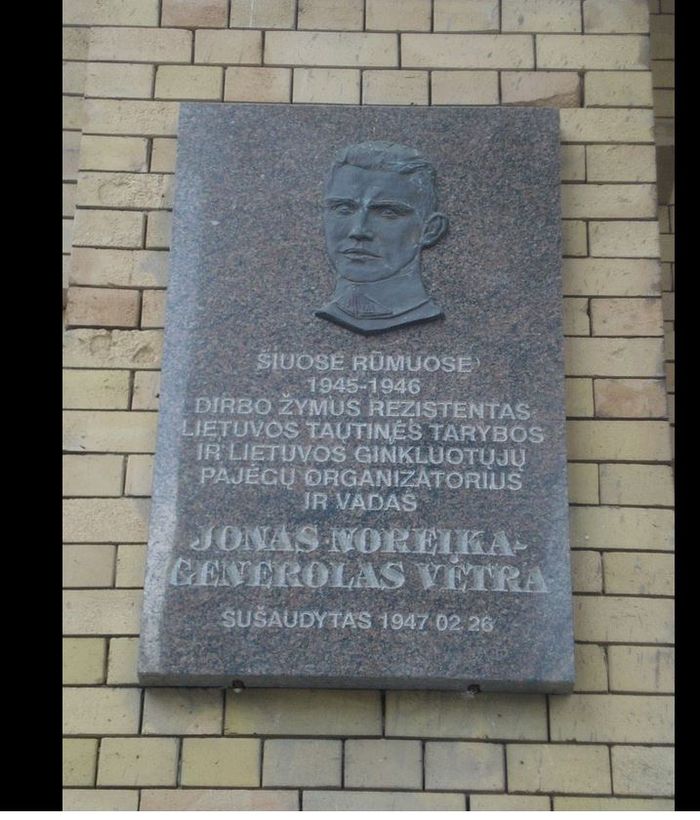 ŠIUOSE RŪMUOSE
1945-1946
DIRBO ŽYMUS REZISTENTAS
LIETUVOS TAUTINĖS TARYBOS
IR LIETUVOS GINKLUOTŲJŲ
PAJĖGŲ ORGANIZATORIUS
IR VADAS
JONAS NOREIKA-
GENEROLAS VĖTRA
SUŠAUDYTAS 1947 02 26